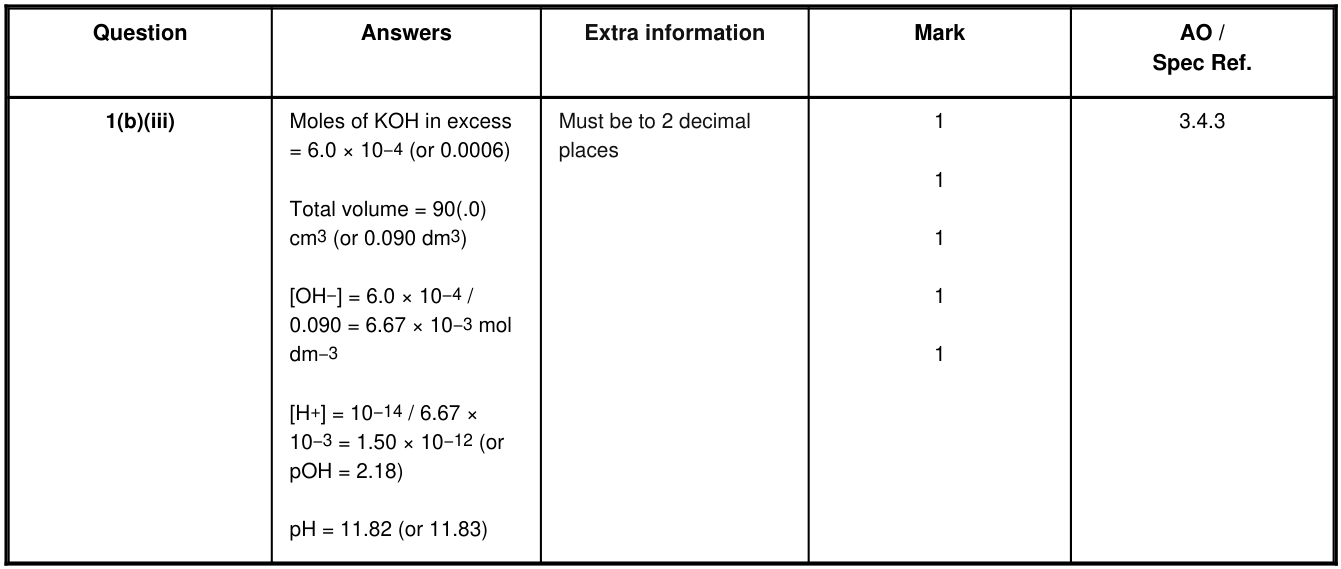 Question Answers Extra information Mark AO /
Spec Ref.
1(b)(iii) Moles of KOH in excess Must be to 2 decimal 1 3.4.3
= 6.0 × 10⁻⁴ (or 0.0006) places
1
Total volume = 90(.0)
cm³ (or 0.090 dm³) 1
[OH⁻] = 6.0 × 10⁻⁴ / 1
0.090 = 6.67 × 10⁻³ mol
dm⁻³ 1
[H⁺] = 10⁻¹⁴ / 6.67 ×
10⁻³ = 1.50 × 10⁻¹² (or
pOH = 2.18)
pH = 11.82 (or 11.83)